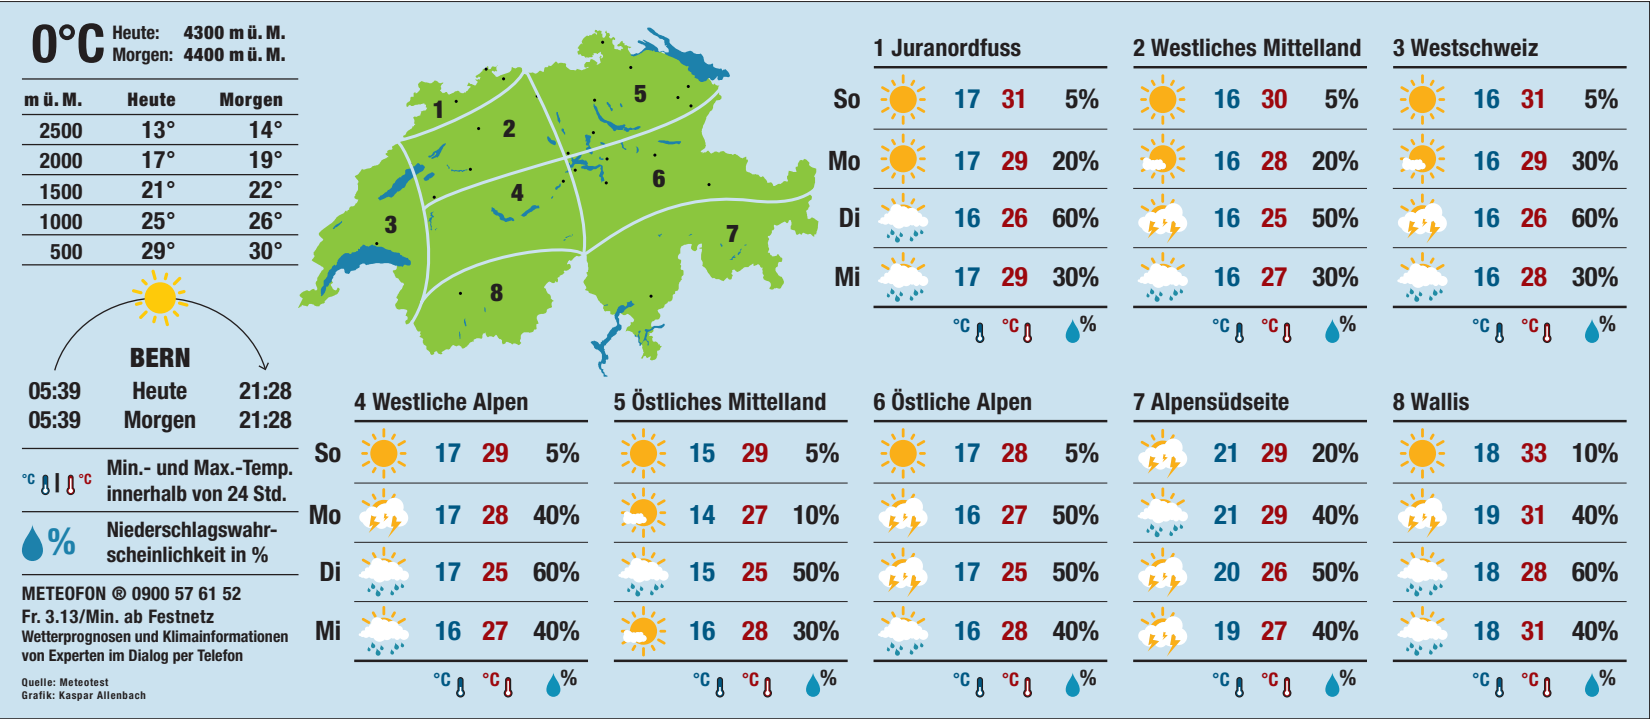 0°C
Heute: 4300 m ü. M.
Morgen: 4400 m ü. M.
m ü. M. Heute Morgen
2500 13° 14°
2000 17° 19°
1500 21° 22°
1000 25° 26°
500 29° 30°
BERN
05:39 Heute 21:28
05:39 Morgen 21:28
°C | °C
Min.- und Max.-Temp.
innerhalb von 24 Std.
%
Niederschlagswahr-
scheinlichkeit in %
METEOFON ® 0900 57 61 52
Fr. 3.13/Min. ab Festnetz
Wetterprognosen und Klimainformationen
von Experten im Dialog per Telefon
Quelle: Meteotest
Grafik: Kaspar Allenbach
1
2
5
4
6
3
7
8
1 Juranordfuss 2 Westliches Mittelland 3 Westschweiz
So 17 31 5% 16 30 5% 16 31 5%
Mo 17 29 20% 16 28 20% 16 29 30%
Di 16 26 60% 16 25 50% 16 26 60%
Mi 17 29 30% 16 27 30% 16 28 30%
°C °C % °C °C % °C °C %
4 Westliche Alpen 5 Östliches Mittelland 6 Östliche Alpen 7 Alpensüdseite 8 Wallis
So 17 29 5% 15 29 5% 17 28 5% 21 29 20% 18 33 10%
Mo 17 28 40% 14 27 10% 16 27 50% 21 29 40% 19 31 40%
Di 17 25 60% 15 25 50% 17 25 50% 20 26 50% 18 28 60%
Mi 16 27 40% 16 28 30% 16 28 40% 19 27 40% 18 31 40%
°C °C % °C °C % °C °C % °C °C % °C °C %